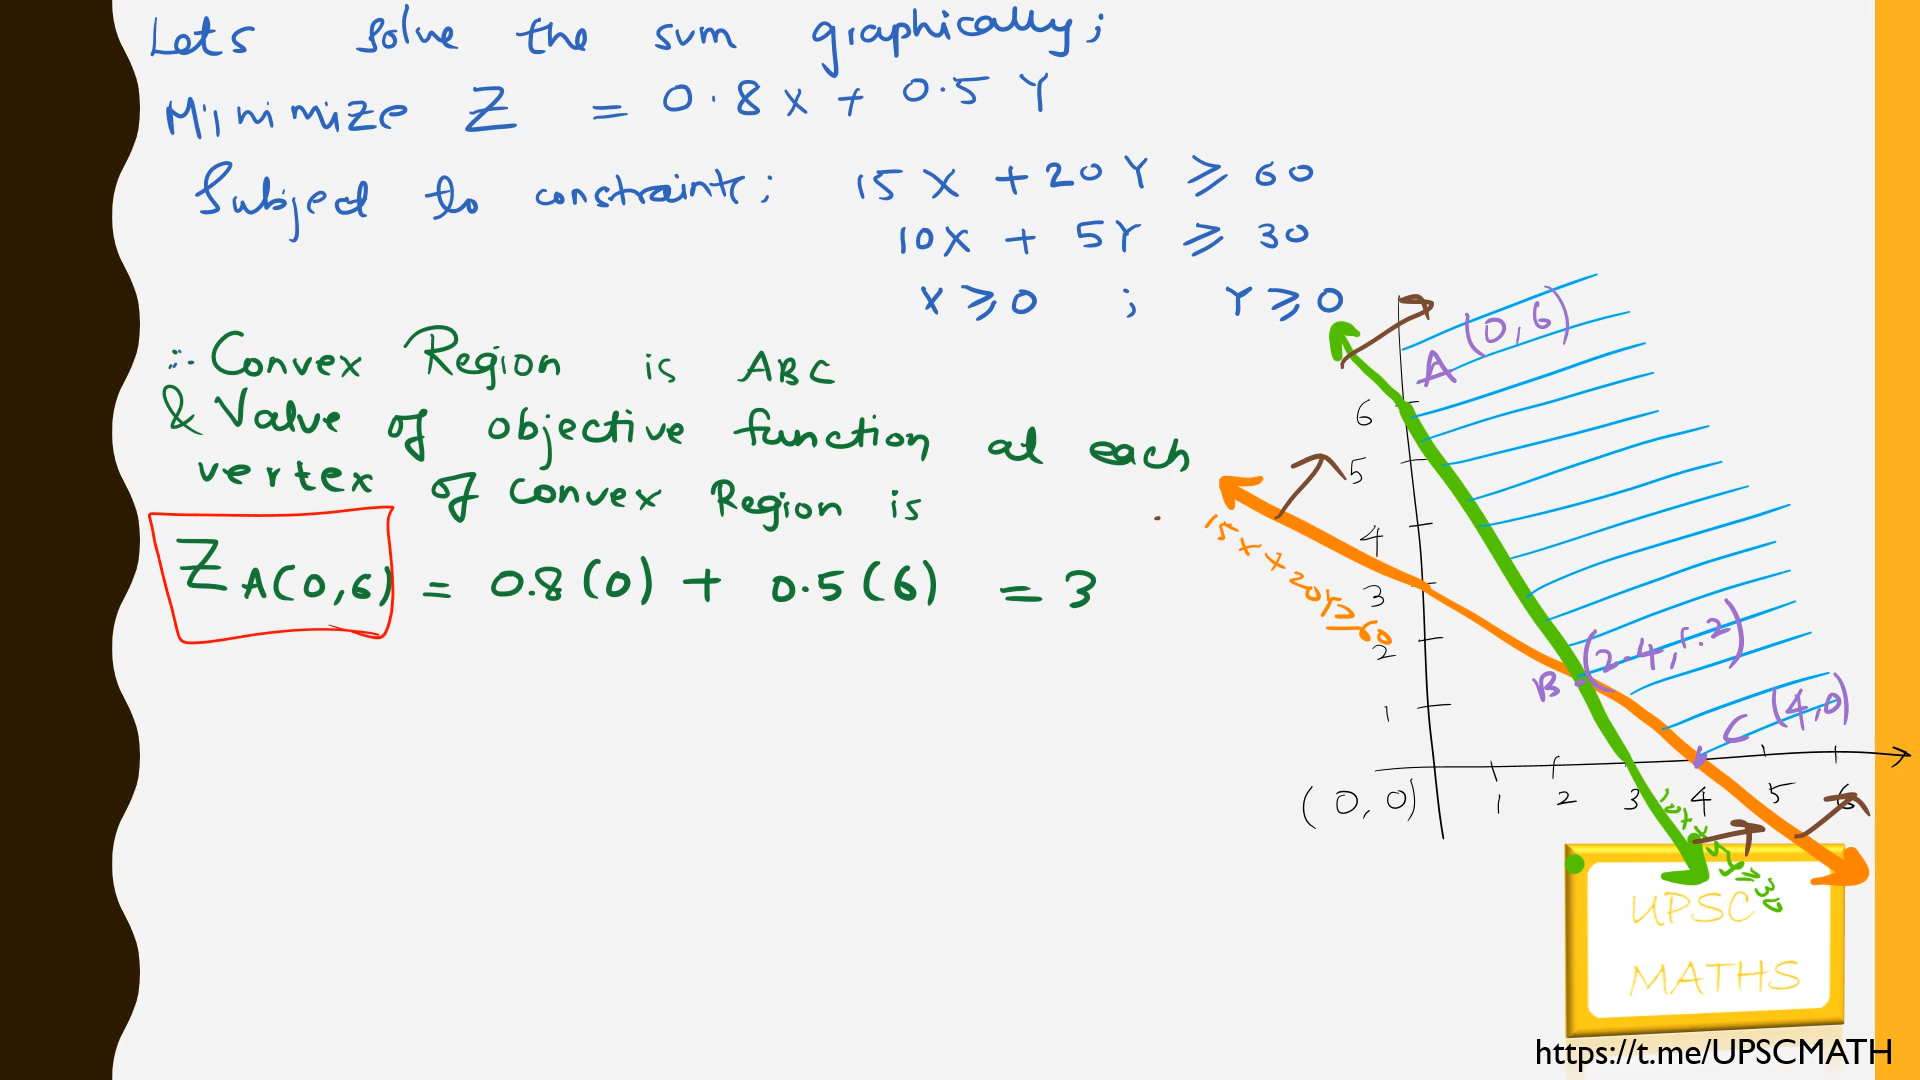 Lets solve the sum graphically;
Minimize Z = 0.8x + 0.5 Y
Subject to constraints; 15 X + 20 Y ⩾ 60
10X + 5Y ⩾ 30
X ⩾ 0 ; Y ⩾ 0
∴ Convex Region is ABC
& Value of objective function at each
vertex of convex Region is
Z A(0,6) = 0.8(0) + 0.5(6) = 3
A (0,6)
6
5
4
3
2
1
15x + 20Y ≥ 60
B (2.4, 1.2)
C (4,0)
(0,0) 1 2 3 4 5 6
10x + 5y ≥ 30
UPSC
MATHS
https://t.me/UPSCMATH